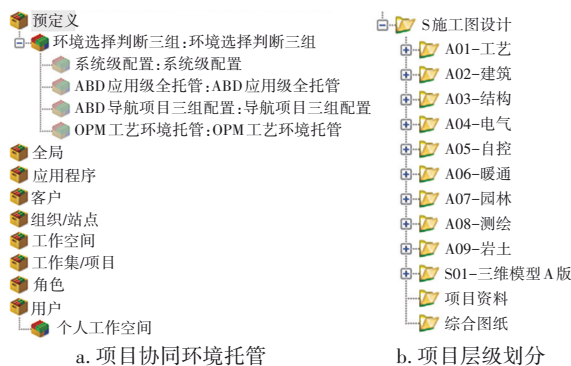 预定义
环境选择判断三组:环境选择判断三组
系统级配置:系统级配置
ABD应用级全托管:ABD应用级全托管
ABD导航项目三组配置:导航项目三组配置
OPM工艺环境托管:OPM工艺环境托管
全局
应用程序
客户
组织/站点
工作空间
工作集/项目
角色
用户
个人工作空间
a. 项目协同环境托管
S施工图设计
A01-工艺
A02-建筑
A03-结构
A04-电气
A05-自控
A06-暖通
A07-园林
A08-测绘
A09-岩土
S01-三维模型A版
项目资料
综合图纸
b. 项目层级划分